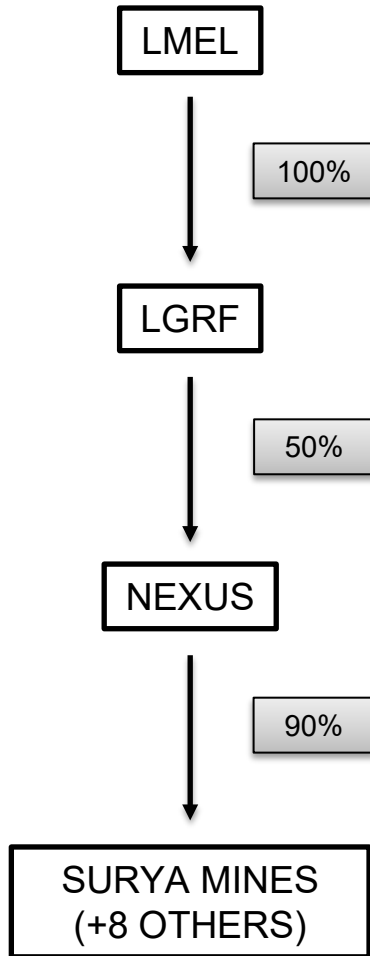 LMEL
100%
LGRF
50%
NEXUS
90%
SURYA MINES
(+8 OTHERS)